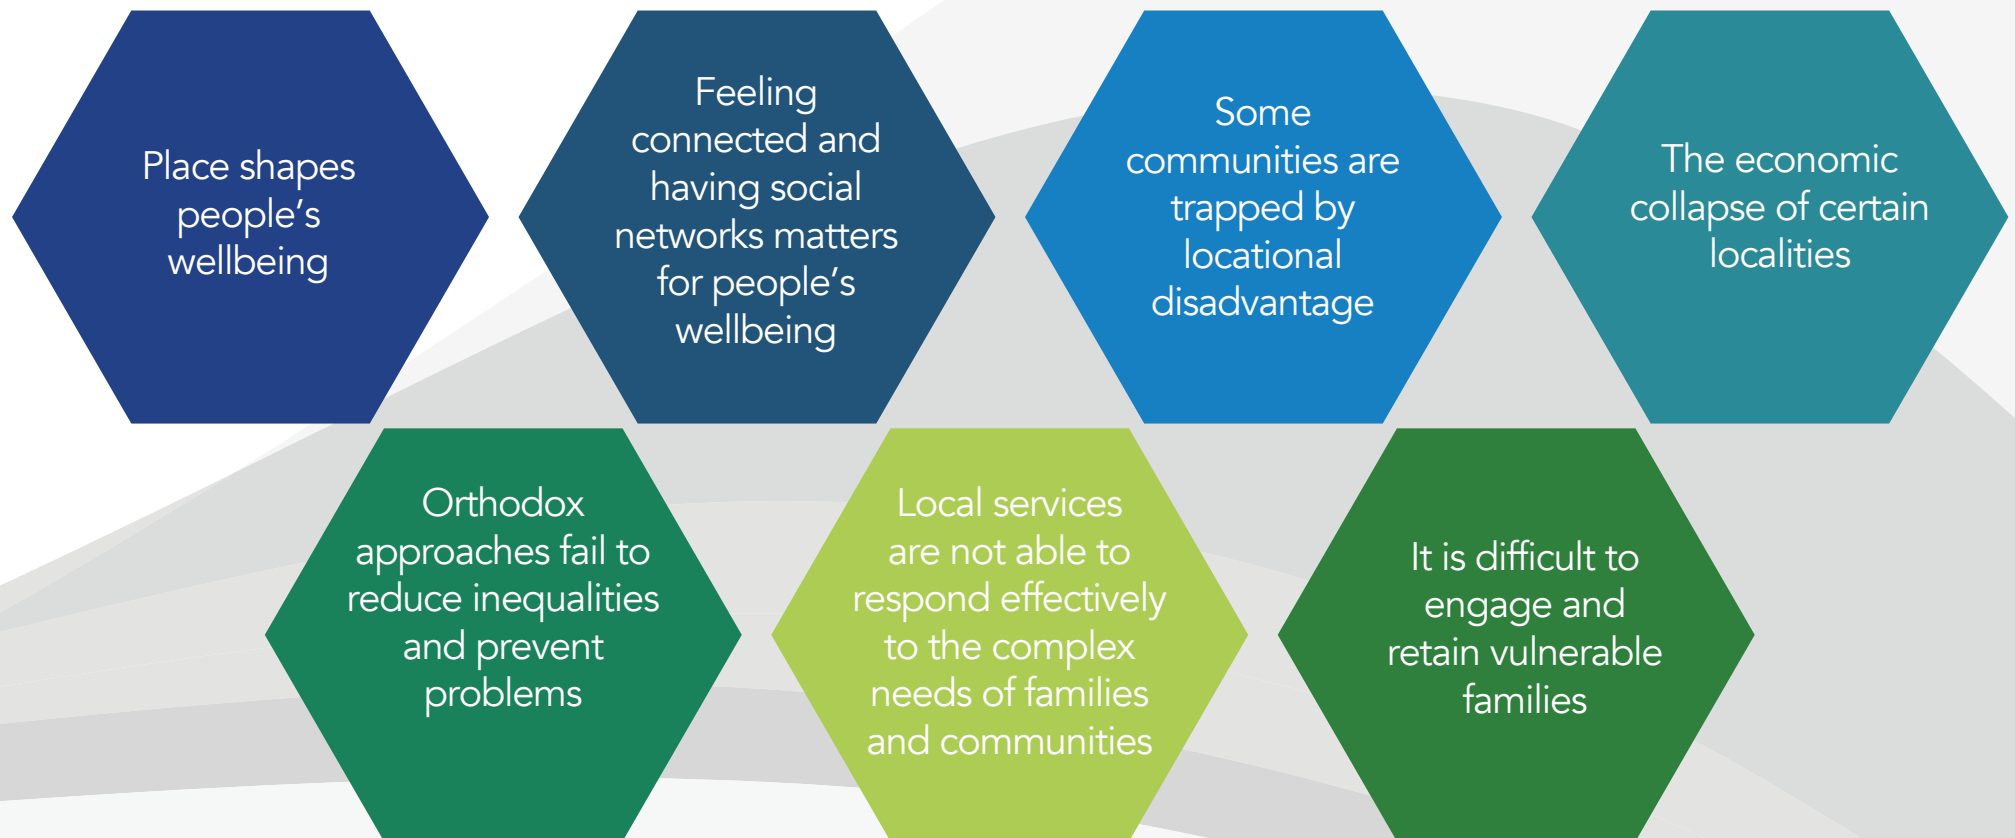 Place shapes
people’s
wellbeing
Feeling
connected and
having social
networks matters
for people’s
wellbeing
Some
communities are
trapped by
locational
disadvantage
The economic
collapse of certain
localities
Orthodox
approaches fail to
reduce inequalities
and prevent
problems
Local services
are not able to
respond effectively
to the complex
needs of families
and communities
It is difficult to
engage and
retain vulnerable
families